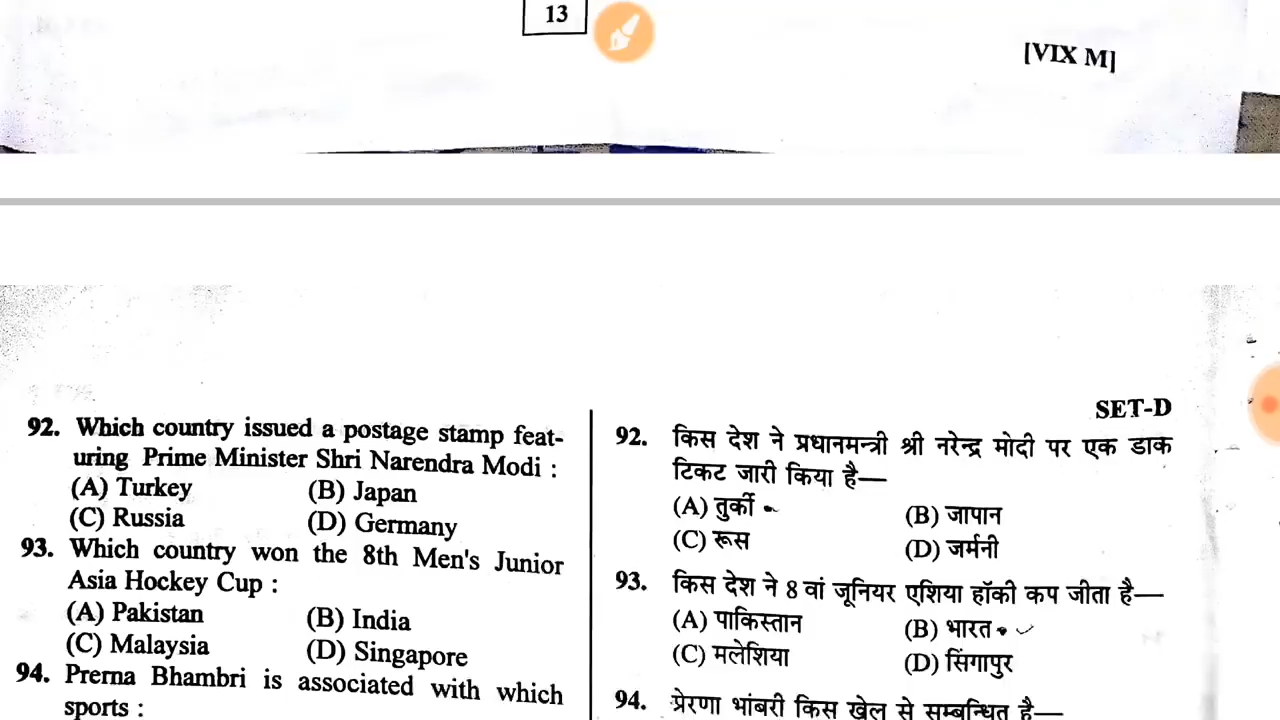 13
[VIX M]
SET-D
92. Which country issued a postage stamp feat-
uring Prime Minister Shri Narendra Modi :
(A) Turkey (B) Japan
(C) Russia (D) Germany
93. Which country won the 8th Men's Junior
Asia Hockey Cup :
(A) Pakistan (B) India
(C) Malaysia (D) Singapore
94. Prerna Bhambri is associated with which
sports :
92. किस देश ने प्रधानमन्त्री श्री नरेन्द्र मोदी पर एक डाक
टिकट जारी किया है—
(A) तुर्की (B) जापान
(C) रूस (D) जर्मनी
93. किस देश ने 8 वां जूनियर एशिया हॉकी कप जीता है—
(A) पाकिस्तान (B) भारत
(C) मलेशिया (D) सिंगापुर
94. प्रेरणा भांबरी किस खेल से सम्बन्धित है—